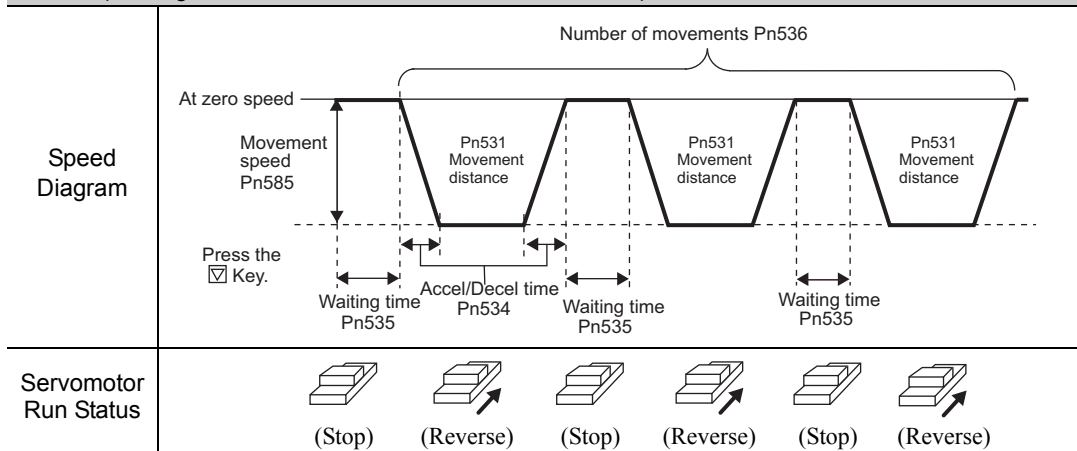 Number of movements Pn536
At zero speed
Movement
speed
Pn585
Pn531
Movement
distance
Pn531
Movement
distance
Pn531
Movement
distance
Speed
Diagram
Press the
▽ Key.
Waiting time
Pn535
Accel/Decel time
Pn534
Waiting time
Pn535
Waiting time
Pn535
Servomotor
Run Status
(Stop) (Reverse) (Stop) (Reverse) (Stop) (Reverse)